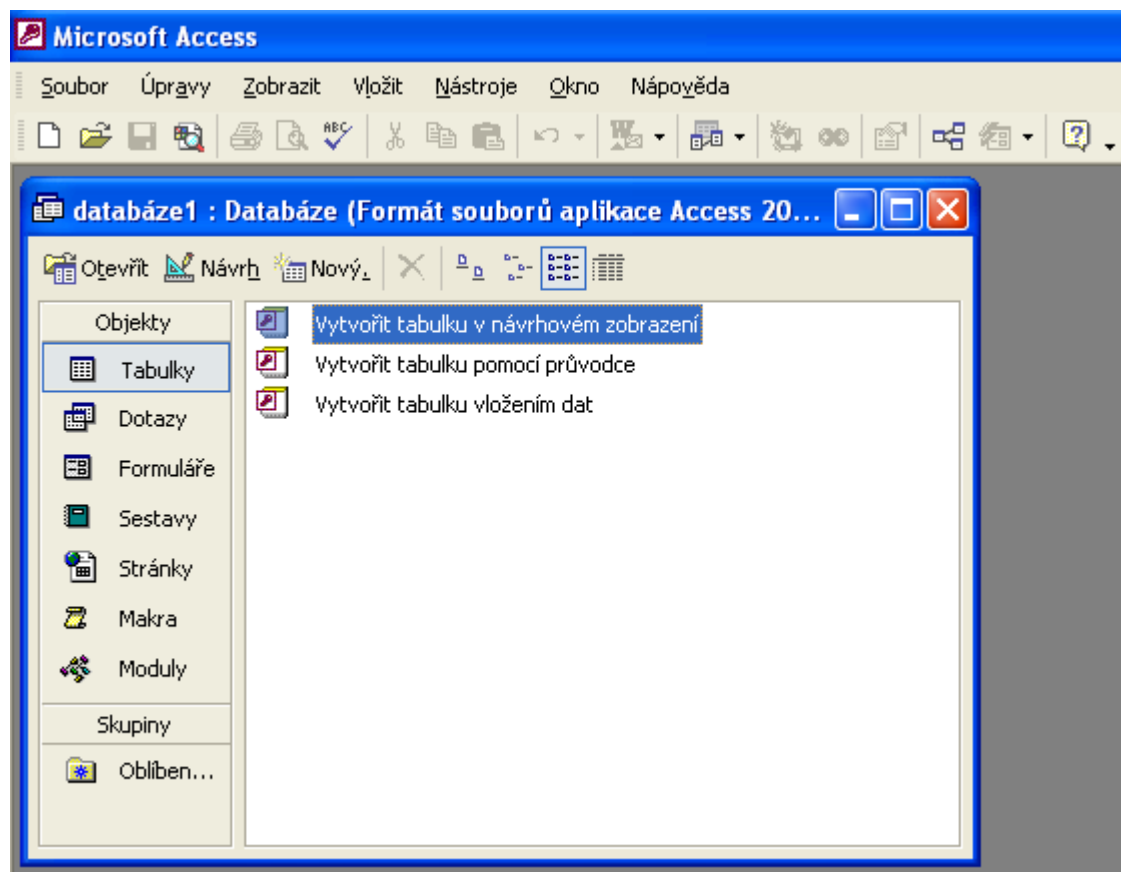 Microsoft Access
Soubor Úpravy Zobrazit Vložit Nástroje Okno Nápověda
ABC
W
?
databáze1 : Databáze (Formát souborů aplikace Access 20...
Otevřít Návrh Nový
Objekty
Tabulky
Dotazy
Formuláře
Sestavy
Stránky
Makra
Moduly
Skupiny
Oblíben...
Vytvořit tabulku v návrhovém zobrazení
Vytvořit tabulku pomocí průvodce
Vytvořit tabulku vložením dat